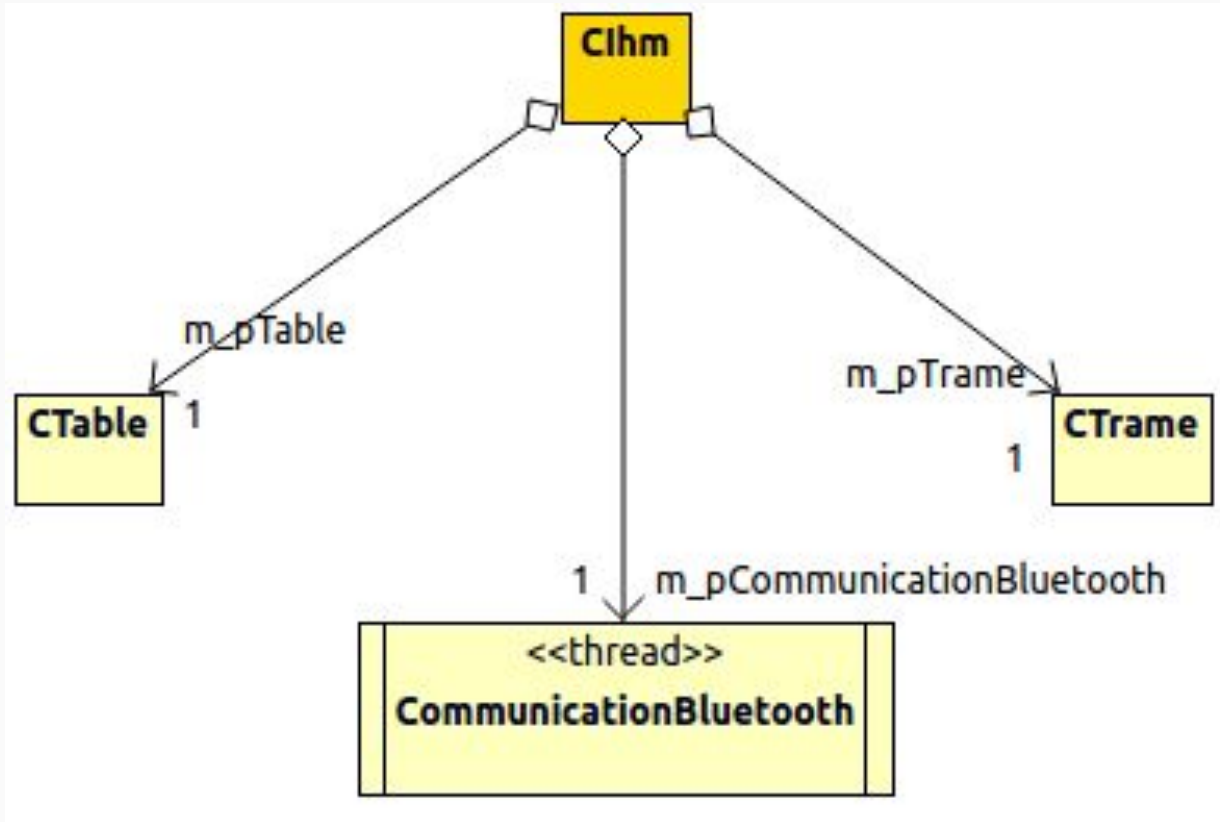 CIhm
m_pTable
m_pTrame
1
CTable
CTrame
1
1
m_pCommunicationBluetooth
<<thread>>
CommunicationBluetooth